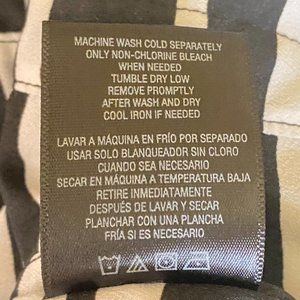 MACHINE WASH COLD SEPARATELY
ONLY NON-CHLORINE BLEACH
WHEN NEEDED
TUMBLE DRY LOW
REMOVE PROMPTLY
AFTER WASH AND DRY
COOL IRON IF NEEDED
LAVAR A MÁQUINA EN FRÍO POR SEPARADO
USAR SOLO BLANQUEADOR SIN CLORO
CUANDO SEA NECESARIO
SECAR EN MÁQUINA A TEMPERATURA BAJA
RETIRE INMEDIATAMENTE
DESPUÉS DE LAVAR Y SECAR
PLANCHAR CON UNA PLANCHA
FRÍA SI ES NECESARIO